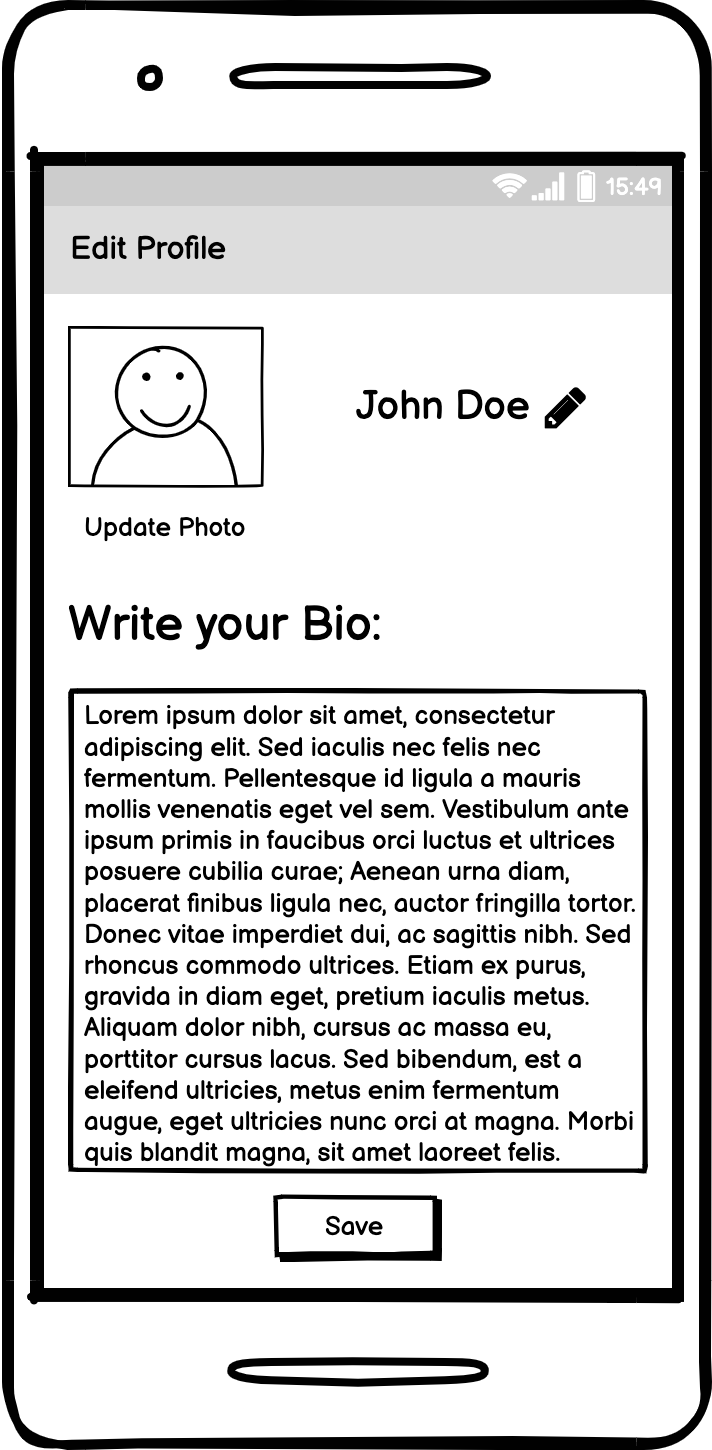 15:49
Edit Profile
John Doe
Update Photo
Write your Bio:
Lorem ipsum dolor sit amet, consectetur
adipiscing elit. Sed iaculis nec felis nec
fermentum. Pellentesque id ligula a mauris
mollis venenatis eget vel sem. Vestibulum ante
ipsum primis in faucibus orci luctus et ultrices
posuere cubilia curae; Aenean urna diam,
placerat finibus ligula nec, auctor fringilla tortor.
Donec vitae imperdiet dui, ac sagittis nibh. Sed
rhoncus commodo ultrices. Etiam ex purus,
gravida in diam eget, pretium iaculis metus.
Aliquam dolor nibh, cursus ac massa eu,
porttitor cursus lacus. Sed bibendum, est a
eleifend ultricies, metus enim fermentum
augue, eget ultricies nunc orci at magna. Morbi
quis blandit magna, sit amet laoreet felis.
Save